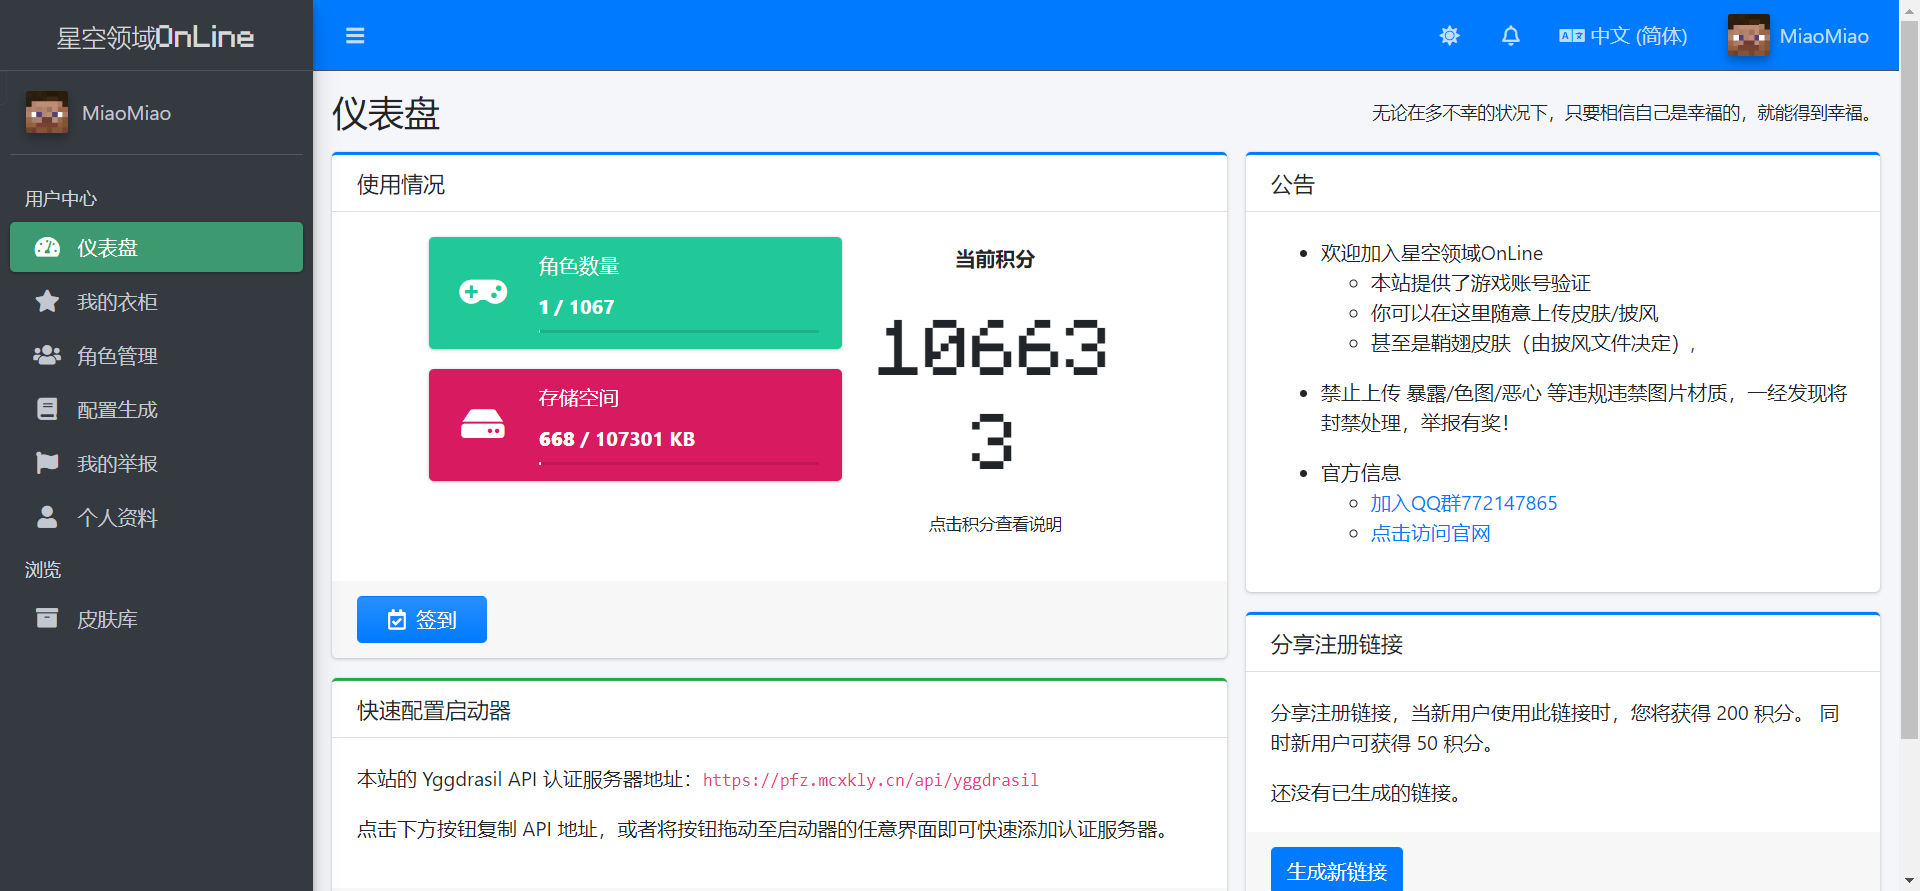 星空领域OnLine
中文 (简体)
MiaoMiao
MiaoMiao
用户中心
仪表盘
我的衣柜
角色管理
配置生成
我的举报
个人资料
浏览
皮肤库
仪表盘
无论在多不幸的状况下，只要相信自己是幸福的，就能得到幸福。
使用情况
角色数量
1 / 1067
存储空间
668 / 107301 KB
当前积分
10663
3
点击积分查看说明
签到
快速配置启动器
本站的 Yggdrasil API 认证服务器地址：https://pfz.mcxkly.cn/api/yggdrasil
点击下方按钮复制 API 地址，或者将按钮拖动至启动器的任意界面即可快速添加认证服务器。
公告
欢迎加入星空领域OnLine
本站提供了游戏账号验证
你可以在这里随意上传皮肤/披风
甚至是鞘翅皮肤（由披风文件决定）,
禁止上传 暴露/色图/恶心 等违规违禁图片材质，一经发现将
封禁处理，举报有奖！
官方信息
加入QQ群772147865
点击访问官网
分享注册链接
分享注册链接，当新用户使用此链接时，您将获得 200 积分。 同
时新用户可获得 50 积分。
还没有已生成的链接。
生成新链接